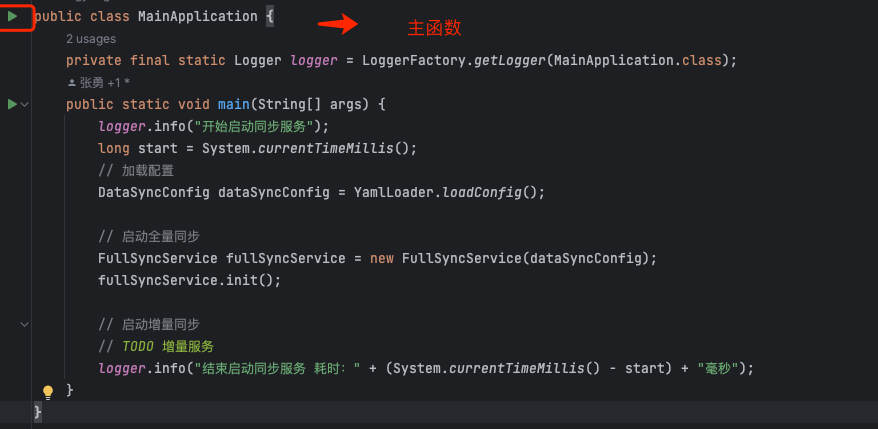 public class MainApplication {
主函数
2 usages
private final static Logger logger = LoggerFactory.getLogger(MainApplication.class);
张勇 +1 *
public static void main(String[] args) {
logger.info("开始启动同步服务");
long start = System.currentTimeMillis();
// 加载配置
DataSyncConfig dataSyncConfig = YamlLoader.loadConfig();
// 启动全量同步
FullSyncService fullSyncService = new FullSyncService(dataSyncConfig);
fullSyncService.init();
// 启动增量同步
// TODO 增量服务
logger.info("结束启动同步服务 耗时：" + (System.currentTimeMillis() - start) + "毫秒");
}
}